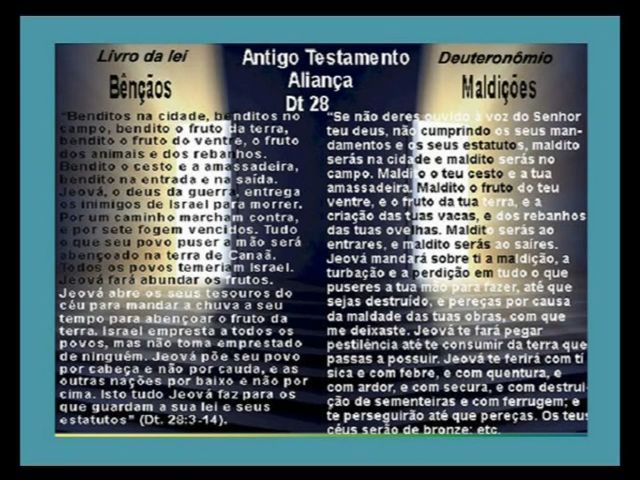 Livro da lei
Bênçãos
Antigo Testamento
Aliança
Dt 28
Deuteronômio
Maldições
"Benditos na cidade, benditos no
campo, bendito o fruto da terra,
bendito o fruto do ventre, o fruto
dos animais e dos rebanhos.
Bendito o cesto e a amassadeira,
bendito na entrada e na saída.
Jeová, o deus da guerra, entrega
os inimigos de Israel para morrer.
Por um caminho marcham contra,
e por sete fogem vencidos. Tudo
o que seu povo puser a mão será
abençoado na terra de Canaã.
Todos os povos temeriam Israel.
Jeová fará abundar os frutos.
Jeová abre os seus tesouros do
céu para mandar a chuva a seu
tempo para abençoar o fruto da
terra. Israel empresta a todos os
povos, mas não toma emprestado
de ninguém. Jeová põe seu povo
por cabeça e não por cauda, e as
outras nações por baixo e não por
cima. Isto tudo Jeová faz para os
que guardam a sua lei e seus
estatutos" (Dt. 28:3-14).
"Se não deres ouvido à voz do Senhor
teu deus, não cumprindo os seus man-
damentos e os seus estatutos, maldito
serás na cidade e maldito serás no
campo. Maldito o teu cesto e a tua
amassadeira. Maldito o fruto do teu
ventre, e o fruto da tua terra, e a
criação das tuas vacas, e dos rebanhos
das tuas ovelhas. Maldito serás ao
entrares, e maldito serás ao saíres.
Jeová mandará sobre ti a maldição, a
turbação e a perdição em tudo o que
puseres a tua mão para fazer, até que
sejas destruído, e pereças por causa
da maldade das tuas obras, com que
me deixaste. Jeová te fará pegar
pestilência até te consumir da terra que
passas a possuir. Jeová te ferirá com tí
sica e com febre, e com quentura, e
com ardor, e com secura, e com destrui-
ção de sementeiras e com ferrugem; e
te perseguirão até que pereças. Os teus
céus serão de bronze; etc.